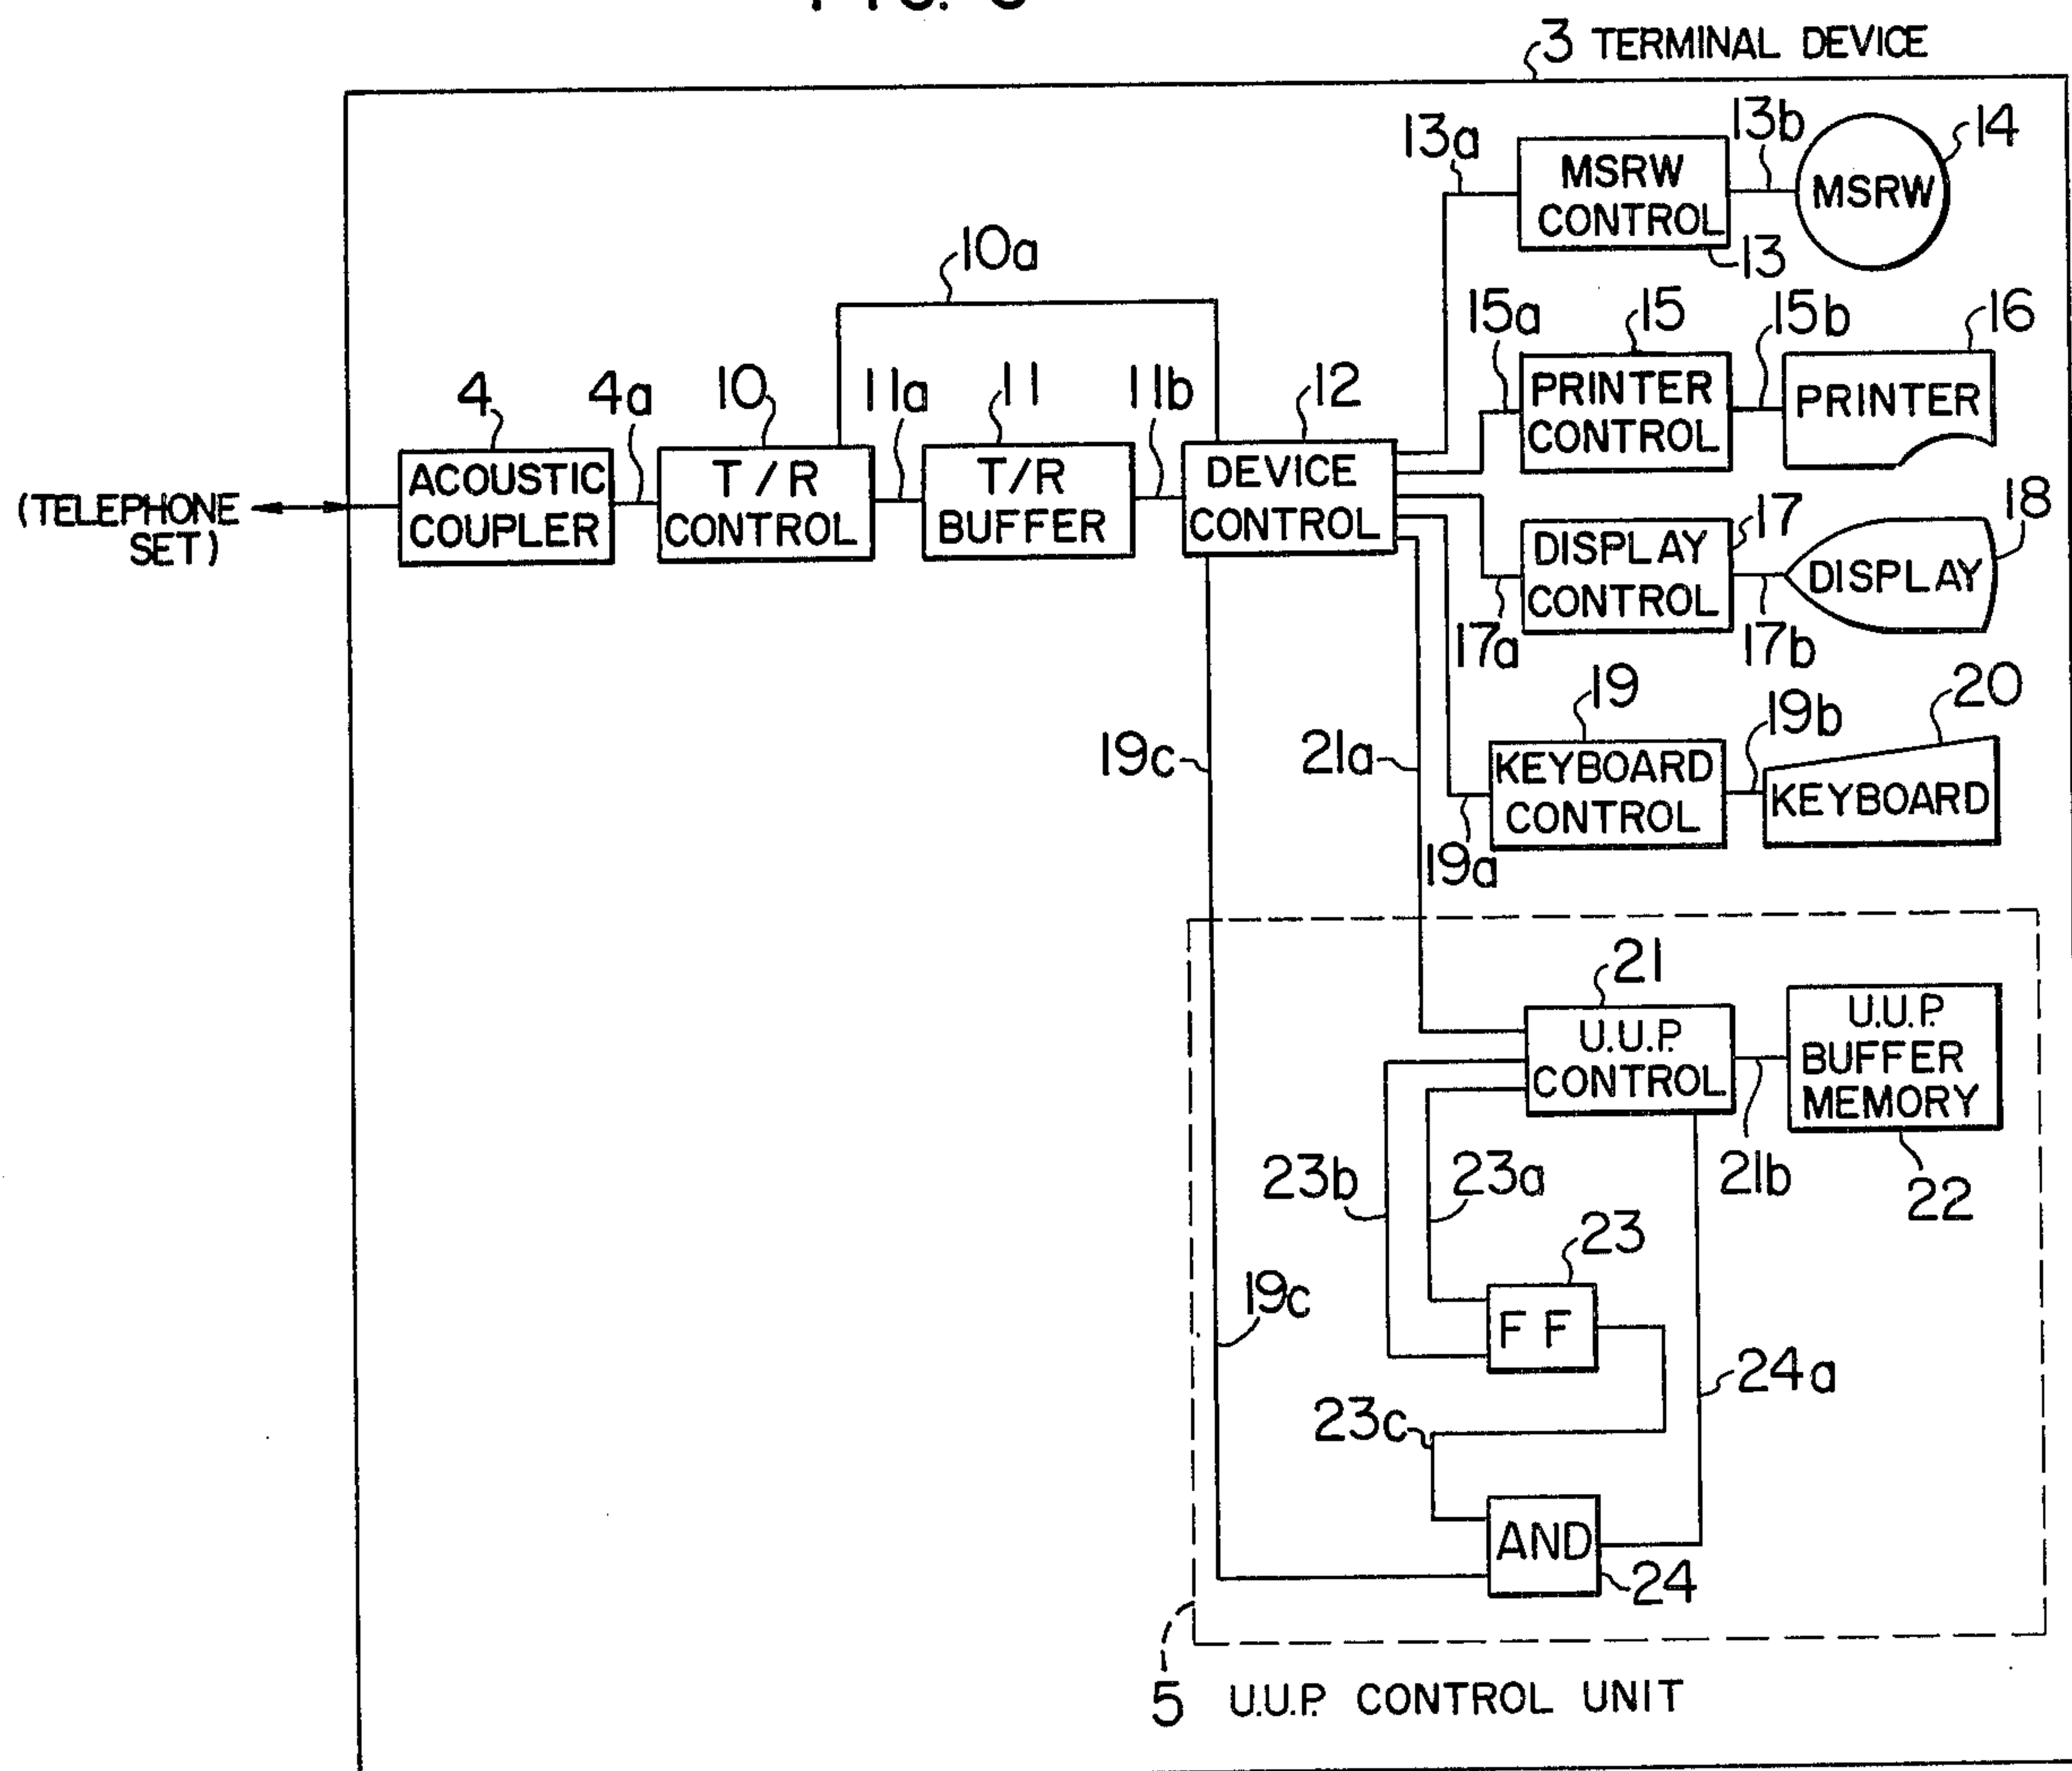 3 TERMINAL DEVICE
13a
MSRW
CONTROL
13
13b
MSRW
14
10a
15a
15
PRINTER
CONTROL
15b
16
PRINTER
(TELEPHONE
SET)
4
ACOUSTIC
COUPLER
4a
10
T/R
CONTROL
11a
11
T/R
BUFFER
11b
12
DEVICE
CONTROL
17
DISPLAY
CONTROL
17a
17b
18
DISPLAY
19c
21a
19
KEYBOARD
CONTROL
19a
19b
20
KEYBOARD
21
U.U.P.
CONTROL
21b
U.U.P.
BUFFER
MEMORY
22
23b
23a
23
FF
19c
23c
24a
AND
24
5 U.U.P. CONTROL UNIT